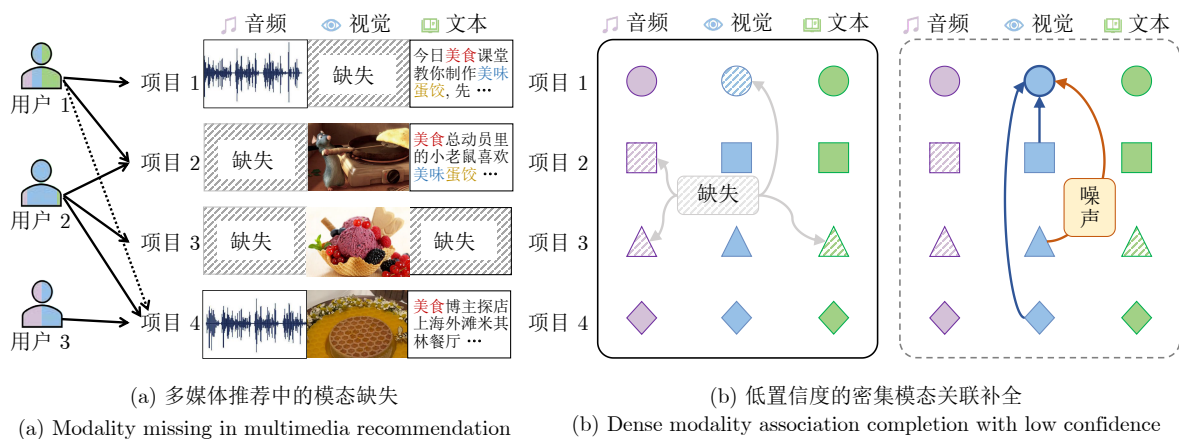 音频 视觉 文本
用户 1
用户 2
用户 3
项目 1
缺失
今日美食课堂
教你制作美味
蛋饺, 先 ···
项目 2
缺失
美食总动员里
的小老鼠喜欢
美味蛋饺 ···
项目 3
缺失
缺失
项目 4
美食博主探店
上海外滩米其
林餐厅 ···
(a) 多媒体推荐中的模态缺失
(a) Modality missing in multimedia recommendation
音频 视觉 文本
项目 1
项目 2
项目 3
项目 4
缺失
音频 视觉 文本
噪
声
(b) 低置信度的密集模态关联补全
(b) Dense modality association completion with low confidence